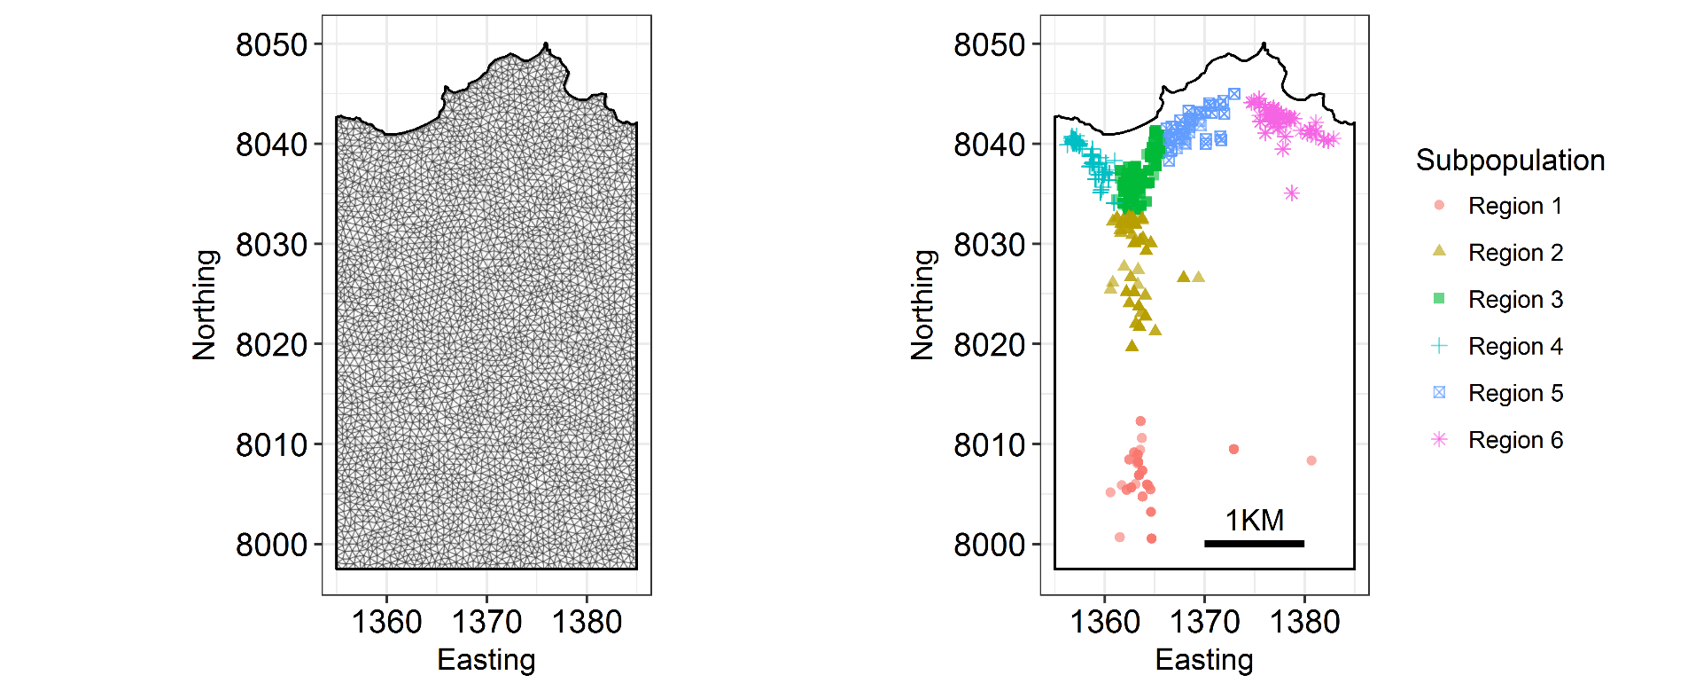 8050
8040
8030
8020
8010
8000
Northing
1360 1370 1380
Easting
8050
8040
8030
8020
8010
8000
Northing
1KM
1360 1370 1380
Easting
Subpopulation
Region 1
Region 2
Region 3
Region 4
Region 5
Region 6